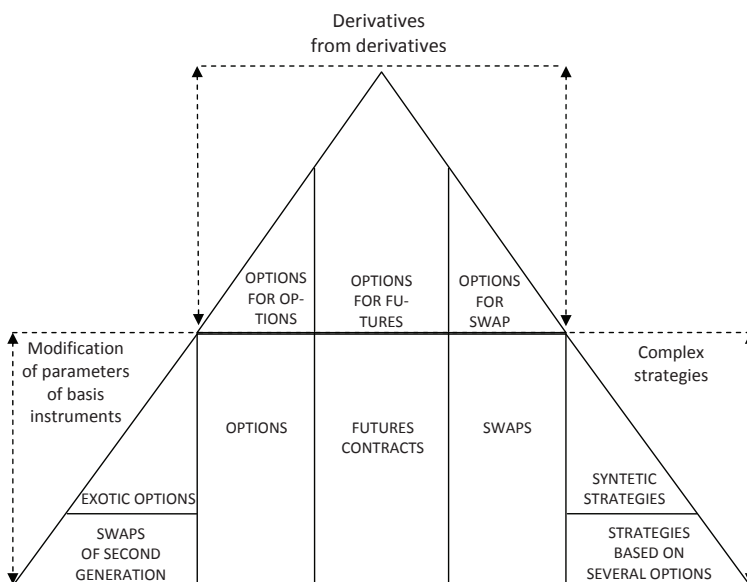 Derivatives
from derivatives
OPTIONS
FOR OP-
TIONS
OPTIONS
FOR FU-
TURES
OPTIONS
FOR
SWAP
Modification
of parameters
of basis
instruments
Complex
strategies
OPTIONS
FUTURES
CONTRACTS
SWAPS
EXOTIC OPTIONS
SYNTETIC
STRATEGIES
SWAPS
OF SECOND
GENERATION
STRATEGIES
BASED ON
SEVERAL OPTIONS